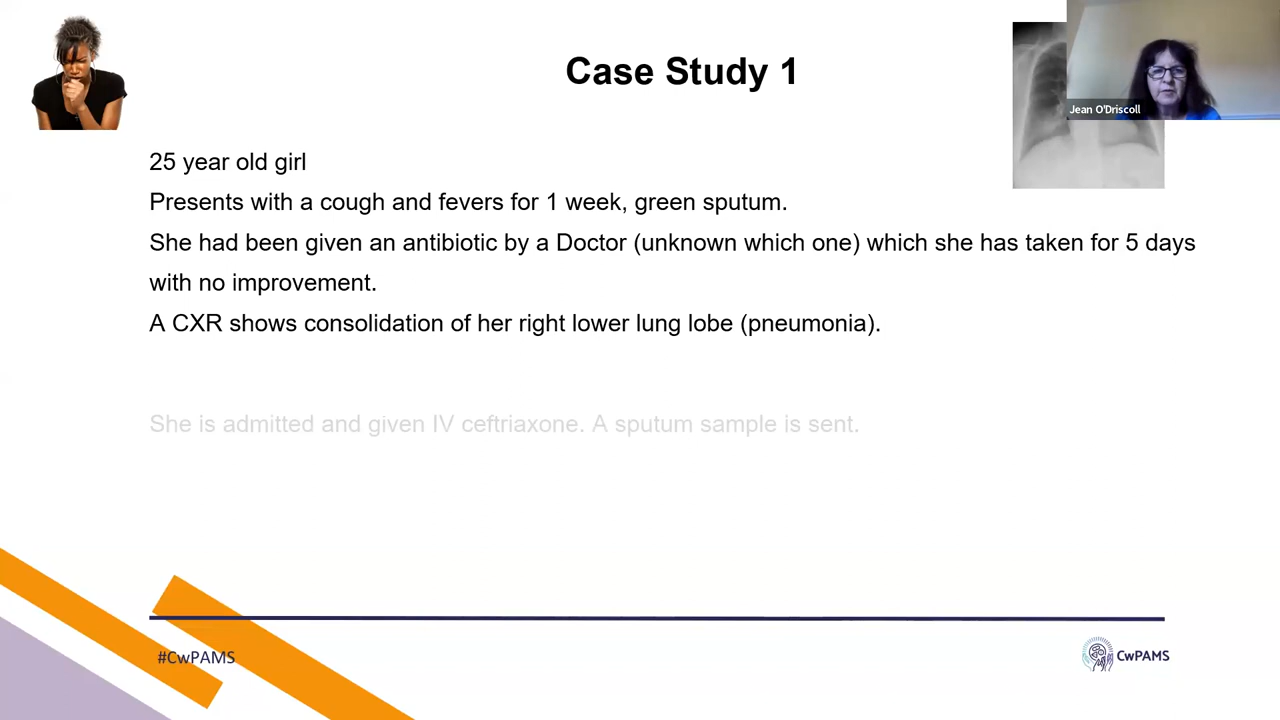 Case Study 1
Jean O'Driscoll
25 year old girl
Presents with a cough and fevers for 1 week, green sputum.
She had been given an antibiotic by a Doctor (unknown which one) which she has taken for 5 days
with no improvement.
A CXR shows consolidation of her right lower lung lobe (pneumonia).
She is admitted and given IV ceftriaxone. A sputum sample is sent.
#CwPAMS
CwPAMS